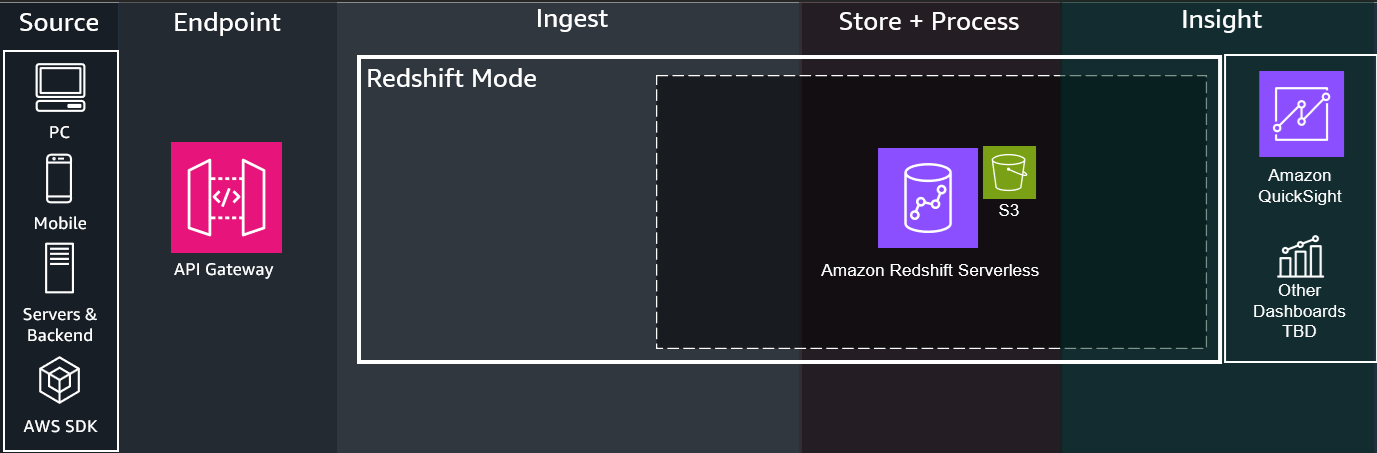 Source
Endpoint
Ingest
Store + Process
Insight
PC
Mobile
Servers &
Backend
AWS SDK
</>
API Gateway
Redshift Mode
S3
Amazon Redshift Serverless
Amazon
QuickSight
Other
Dashboards
TBD